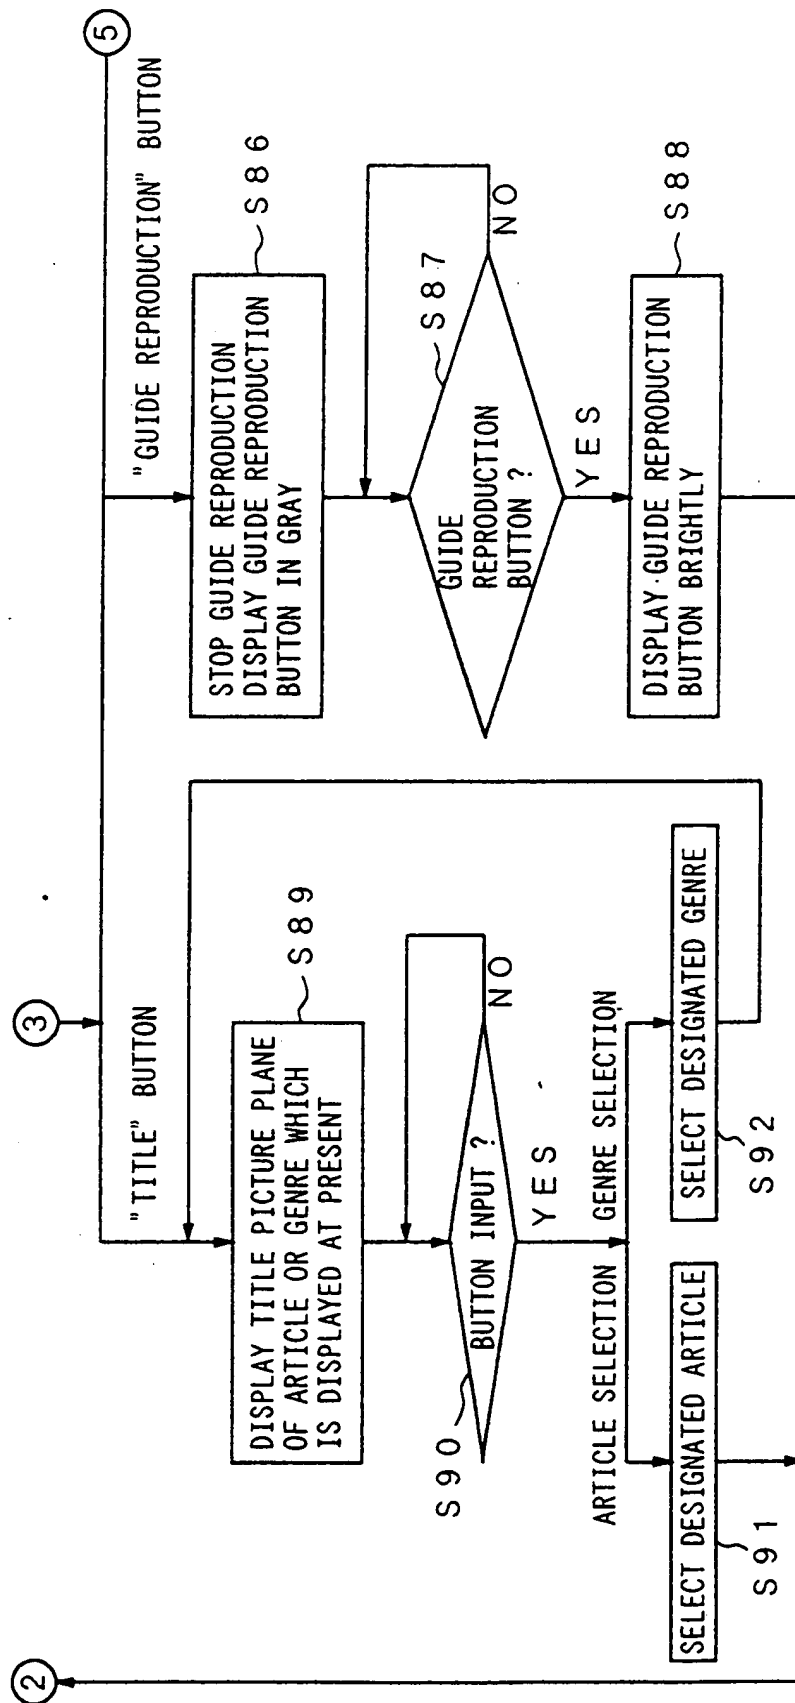 2
3
5
"TITLE" BUTTON
"GUIDE REPRODUCTION" BUTTON
DISPLAY TITLE PICTURE PLANE
OF ARTICLE OR GENRE WHICH
IS DISPLAYED AT PRESENT
S89
STOP GUIDE REPRODUCTION
DISPLAY GUIDE REPRODUCTION
BUTTON IN GRAY
S86
BUTTON INPUT ?
S90
NO
YES
GUIDE
REPRODUCTION
BUTTON ?
S87
NO
YES
ARTICLE SELECTION
GENRE SELECTION
SELECT DESIGNATED ARTICLE
S91
SELECT DESIGNATED GENRE
S92
DISPLAY GUIDE REPRODUCTION
BUTTON BRIGHTLY
S88